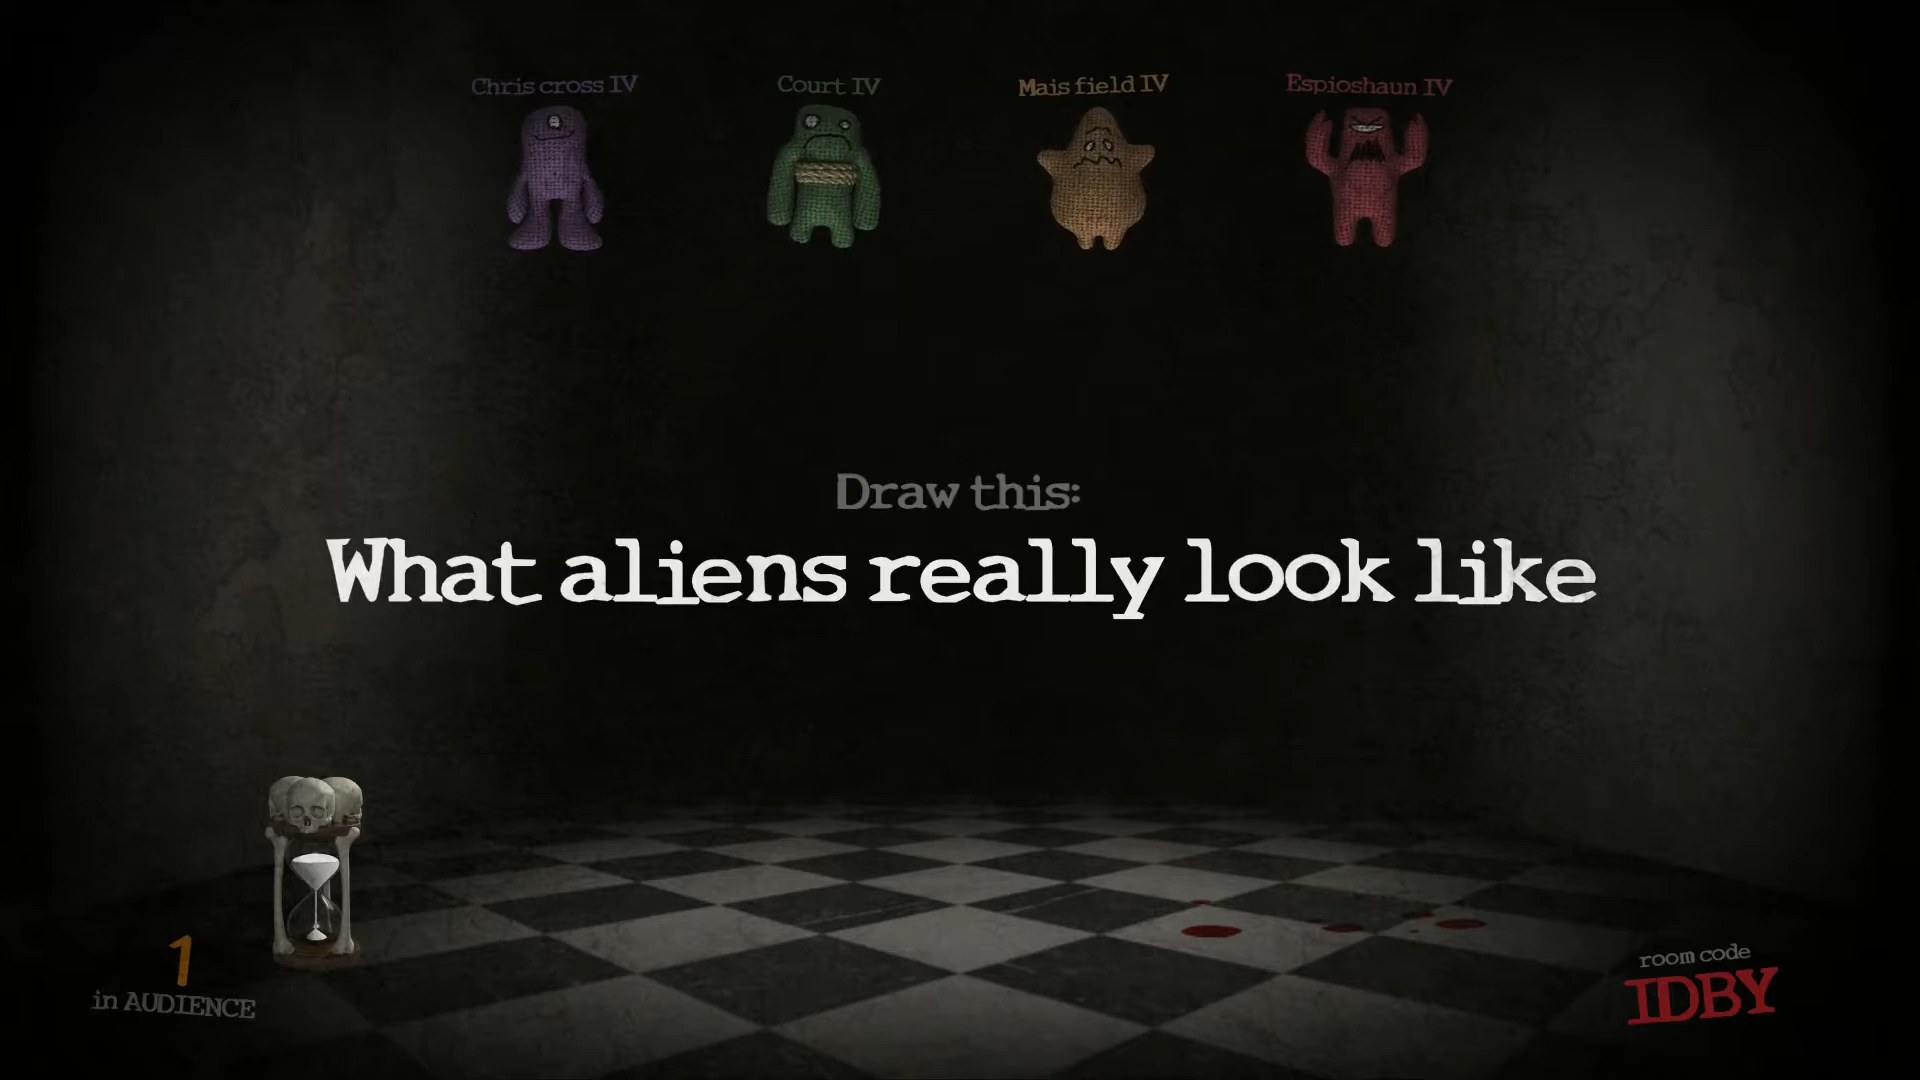 Chris cross IV
Court IV
Mais field IV
Espioshaun IV
Draw this:
What aliens really look like
1
in AUDIENCE
room code
IDBY